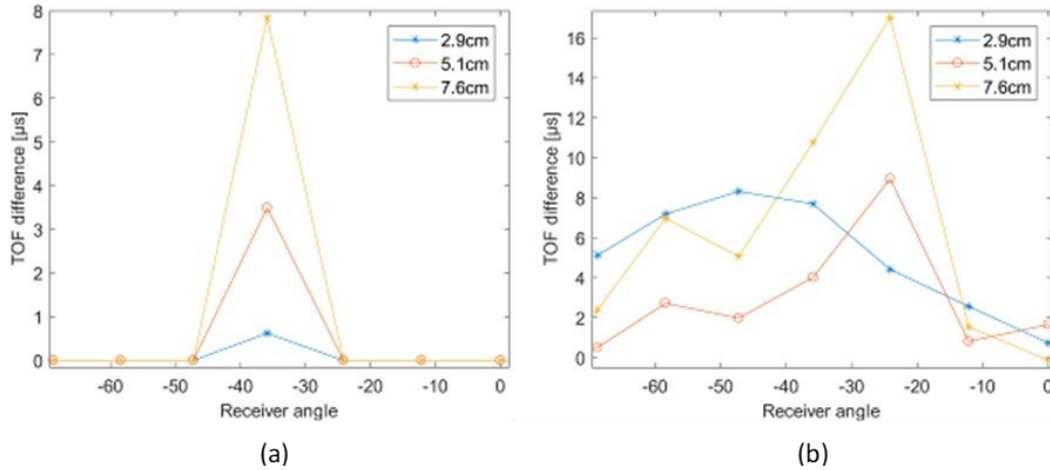 8
7
6
5
4
3
2
1
0
TOF difference [µs]
-60 -50 -40 -30 -20 -10 0
Receiver angle
2.9cm
5.1cm
7.6cm
(a)
16
14
12
10
8
6
4
2
0
TOF difference [µs]
-60 -50 -40 -30 -20 -10 0
Receiver angle
2.9cm
5.1cm
7.6cm
(b)